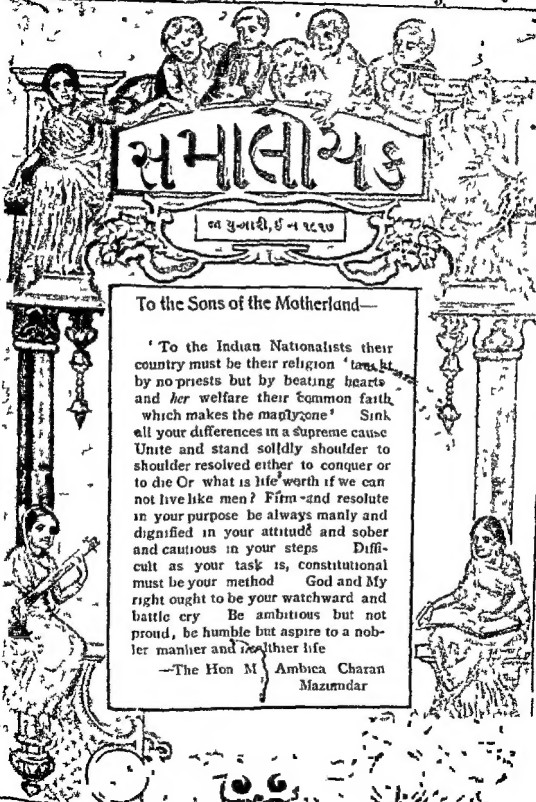 સમાલોચક
જાન્યુઆરી, ઈ ન ૧૯૧૭
To the Sons of the Motherland—
' To the Indian Nationalists their
country must be their religion ' taught
by no priests but by beating hearts
and her welfare their common faith
which makes the many one ' Sink
all your differences in a supreme cause
Unite and stand solidly shoulder to
shoulder resolved either to conquer or
to die Or what is life worth if we can
not live like men ? Firm and resolute
in your purpose be always manly and
dignified in your attitude and sober
and cautious in your steps Diffi-
cult as your task is, constitutional
must be your method God and My
right ought to be your watchward and
battle cry Be ambitious but not
proud, be humble but aspire to a nob-
ler manlier and healthier life
—The Hon M Ambica Charan
Mazumdar